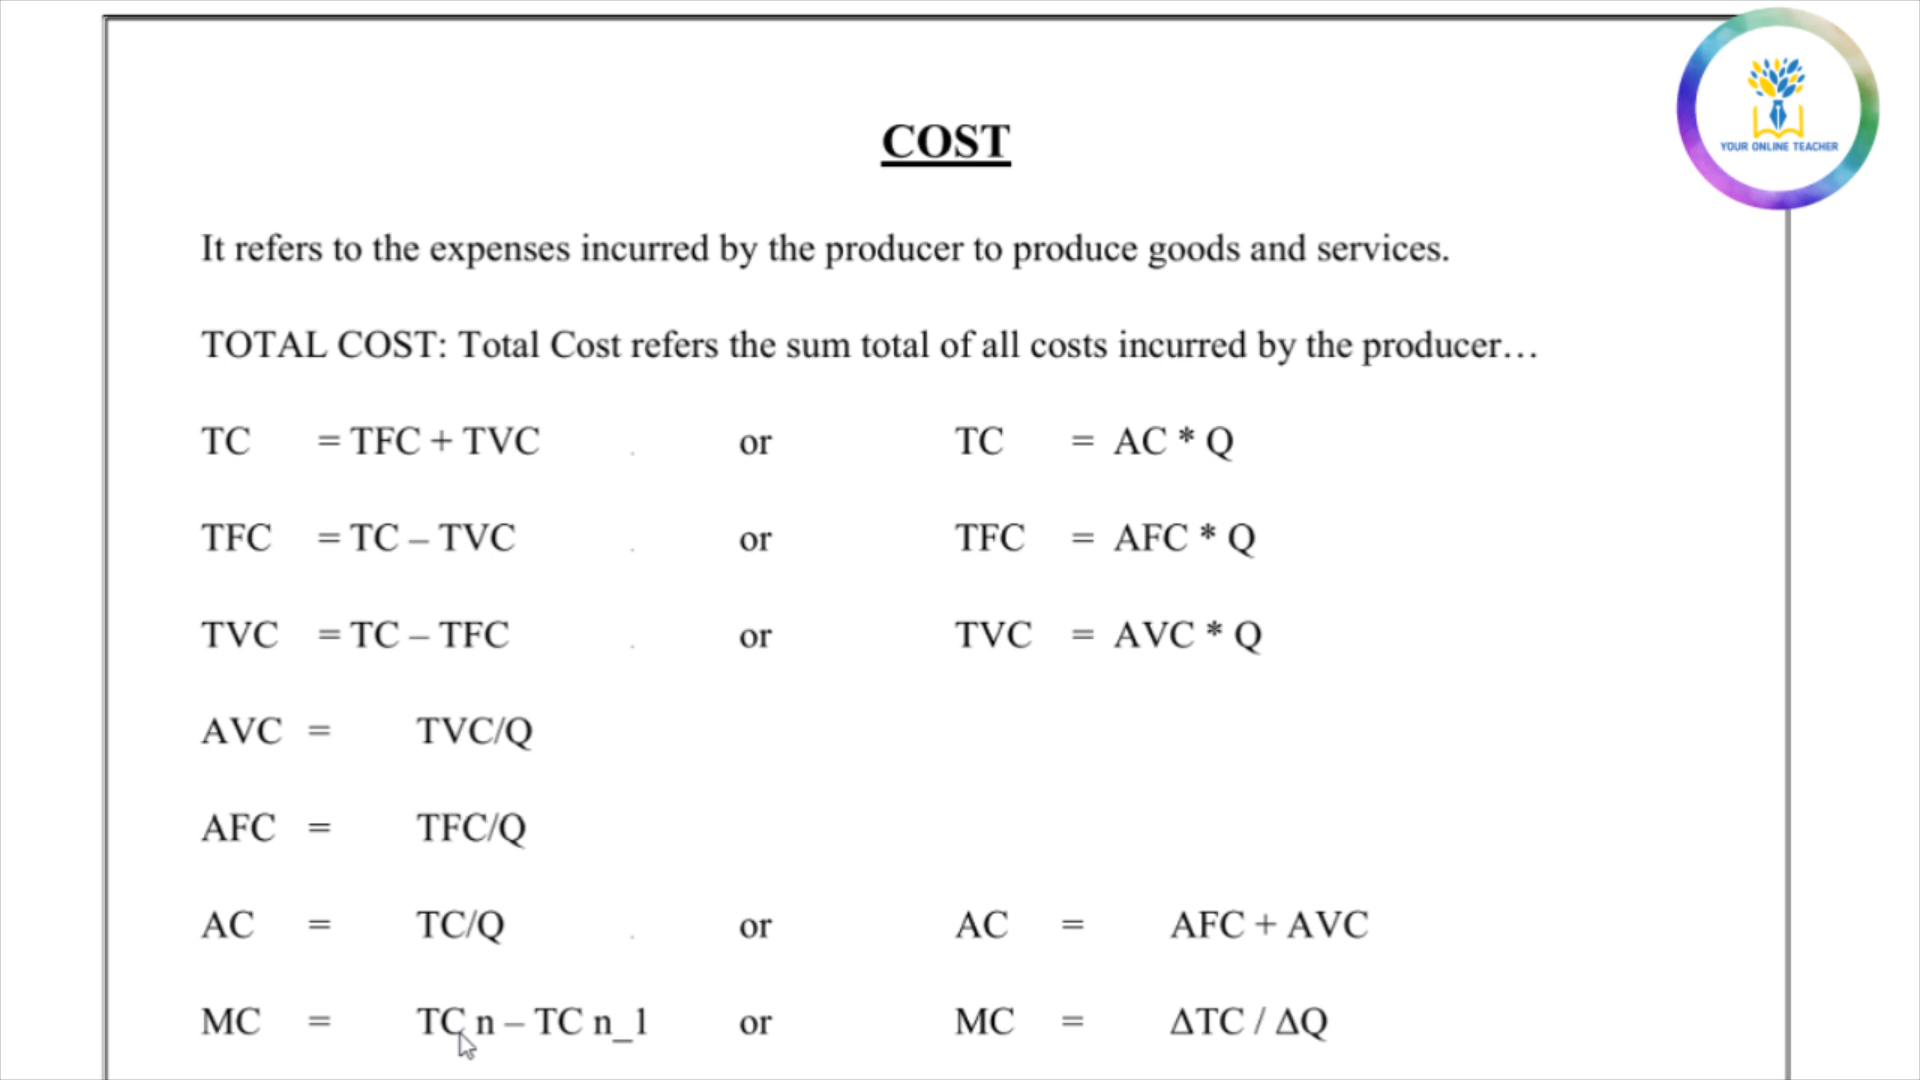 YOUR ONLINE TEACHER
COST
It refers to the expenses incurred by the producer to produce goods and services.
TOTAL COST: Total Cost refers the sum total of all costs incurred by the producer…
TC = TFC + TVC . or TC = AC * Q
TFC = TC – TVC . or TFC = AFC * Q
TVC = TC – TFC . or TVC = AVC * Q
AVC = TVC/Q
AFC = TFC/Q
AC = TC/Q . or AC = AFC + AVC
MC = TC n – TC n_1 or MC = ΔTC / ΔQ